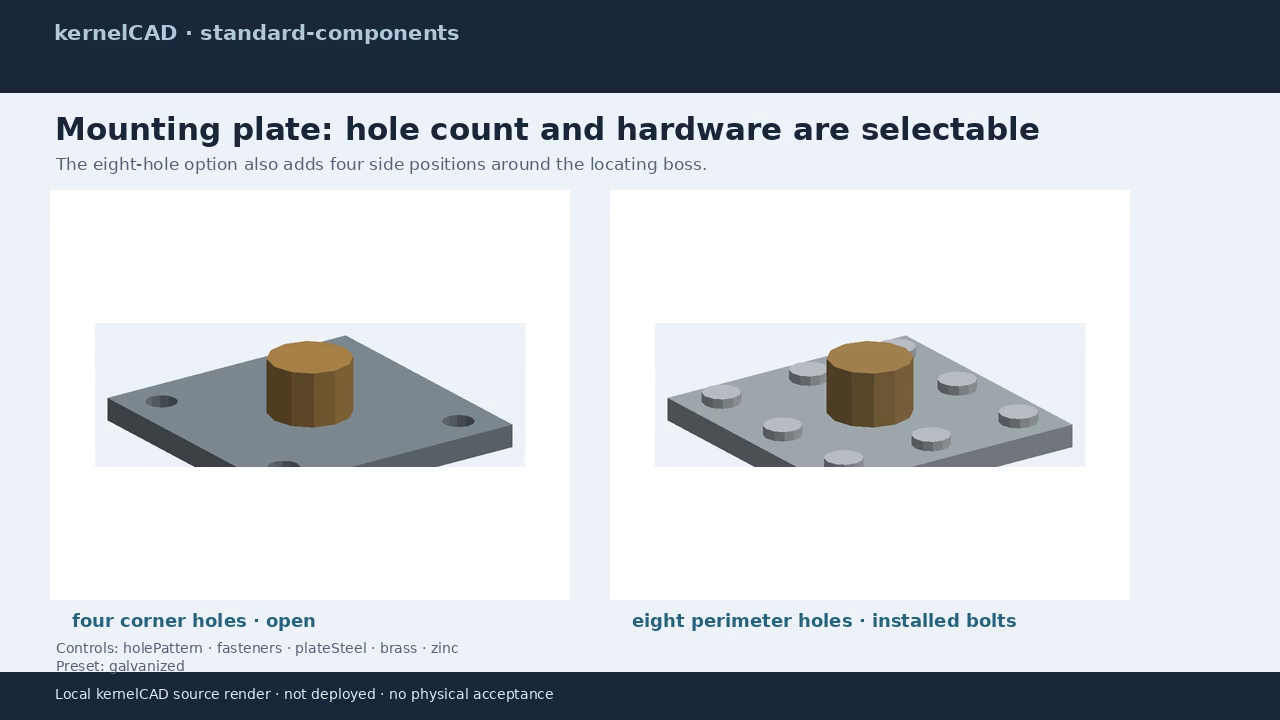 kernelCAD · standard-components
Mounting plate: hole count and hardware are selectable
The eight-hole option also adds four side positions around the locating boss.
four corner holes · open
eight perimeter holes · installed bolts
Controls: holePattern · fasteners · plateSteel · brass · zinc
Preset: galvanized
Local kernelCAD source render · not deployed · no physical acceptance